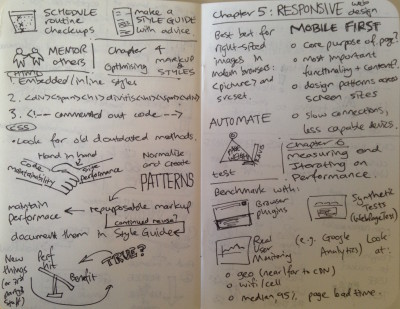 SCHEDULE
routine
checkups
make a
STYLE GUIDE
with advice
MENTOR
others
Chapter 4
Optimising
MARKUP
STYLES
HTML
1. Embedded/inline styles
2. <div><span><div><div><span>
3. <!-- commented out code -->
CSS
• Look for old outdated methods
Hand in hand
Code
maintainability
site
performance
Normalize
and create
PATTERNS
maintain
performance
repurposable markup
continued reuse?
document them in Style Guide
New
things
(or 3rd
party
stuff)
Perf
hit
Benefit
TRUE?
Chapter 5: RESPONSIVE web
design
Best bet for
right-sized
images in
modern browsers:
<picture> and
srcset.
MOBILE FIRST
o core purpose of page?
o most important
functionality + content?
o design patterns across
screen sizes
o slow connections,
less capable devices.
AUTOMATE
test
Chapter 6
measuring and
Iterating on
Performance.
Benchmark with:
Browser
plugins
Synthetic
Tests
(WebPageTest)
Real
User
Monitoring
(e.g. Google
Analytics)
Look
at:
o geo (near/far to CDN)
o wifi/cell
o median, 95%, page load time.